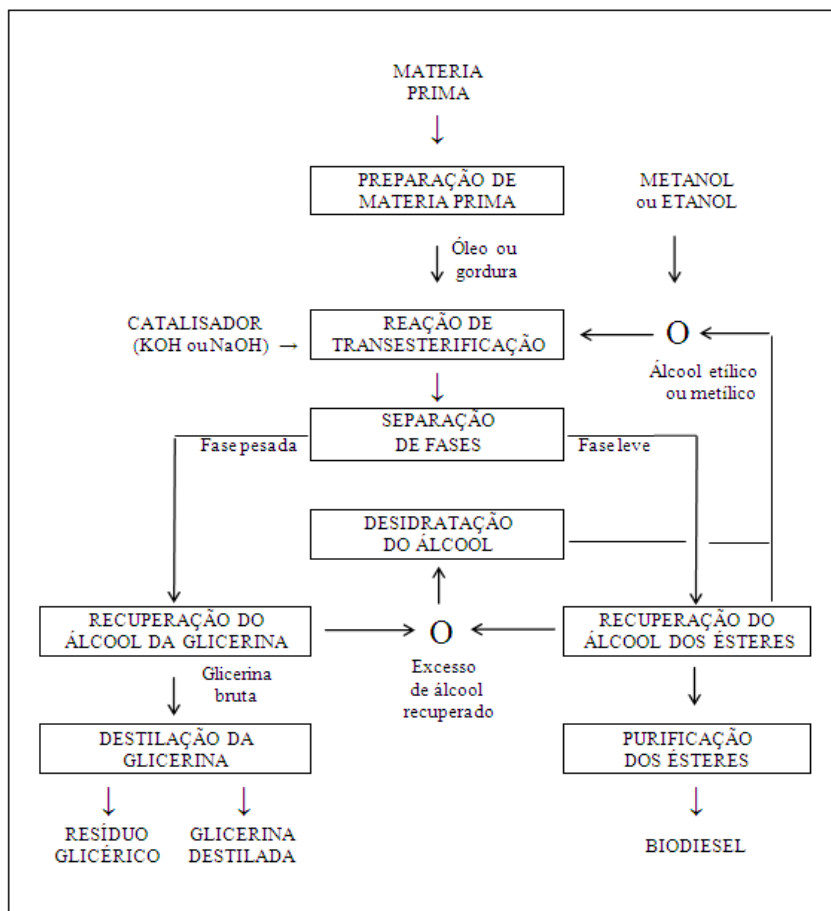 MATERIA
PRIMA
PREPARAÇÃO DE
MATERIA PRIMA
METANOL
ou ETANOL
Óleo ou
gordura
CATALISADOR
(KOH ou NaOH) →
REAÇÃO DE
TRANSESTERIFICAÇÃO
O
Álcool etílico
ou metílico
SEPARAÇÃO
DE FASES
Fase pesada
Fase leve
DESIDRATAÇÃO
DO ÁLCOOL
RECUPERAÇÃO DO
ÁLCOOL DA GLICERINA
O
RECUPERAÇÃO DO
ÁLCOOL DOS ÉSTERES
Glicerina
bruta
Excesso
de álcool
recuperado
DESTILAÇÃO DA
GLICERINA
PURIFICAÇÃO
DOS ÉSTERES
RESÍDUO
GLICÉRICO
GLICERINA
DESTILADA
BIODIESEL